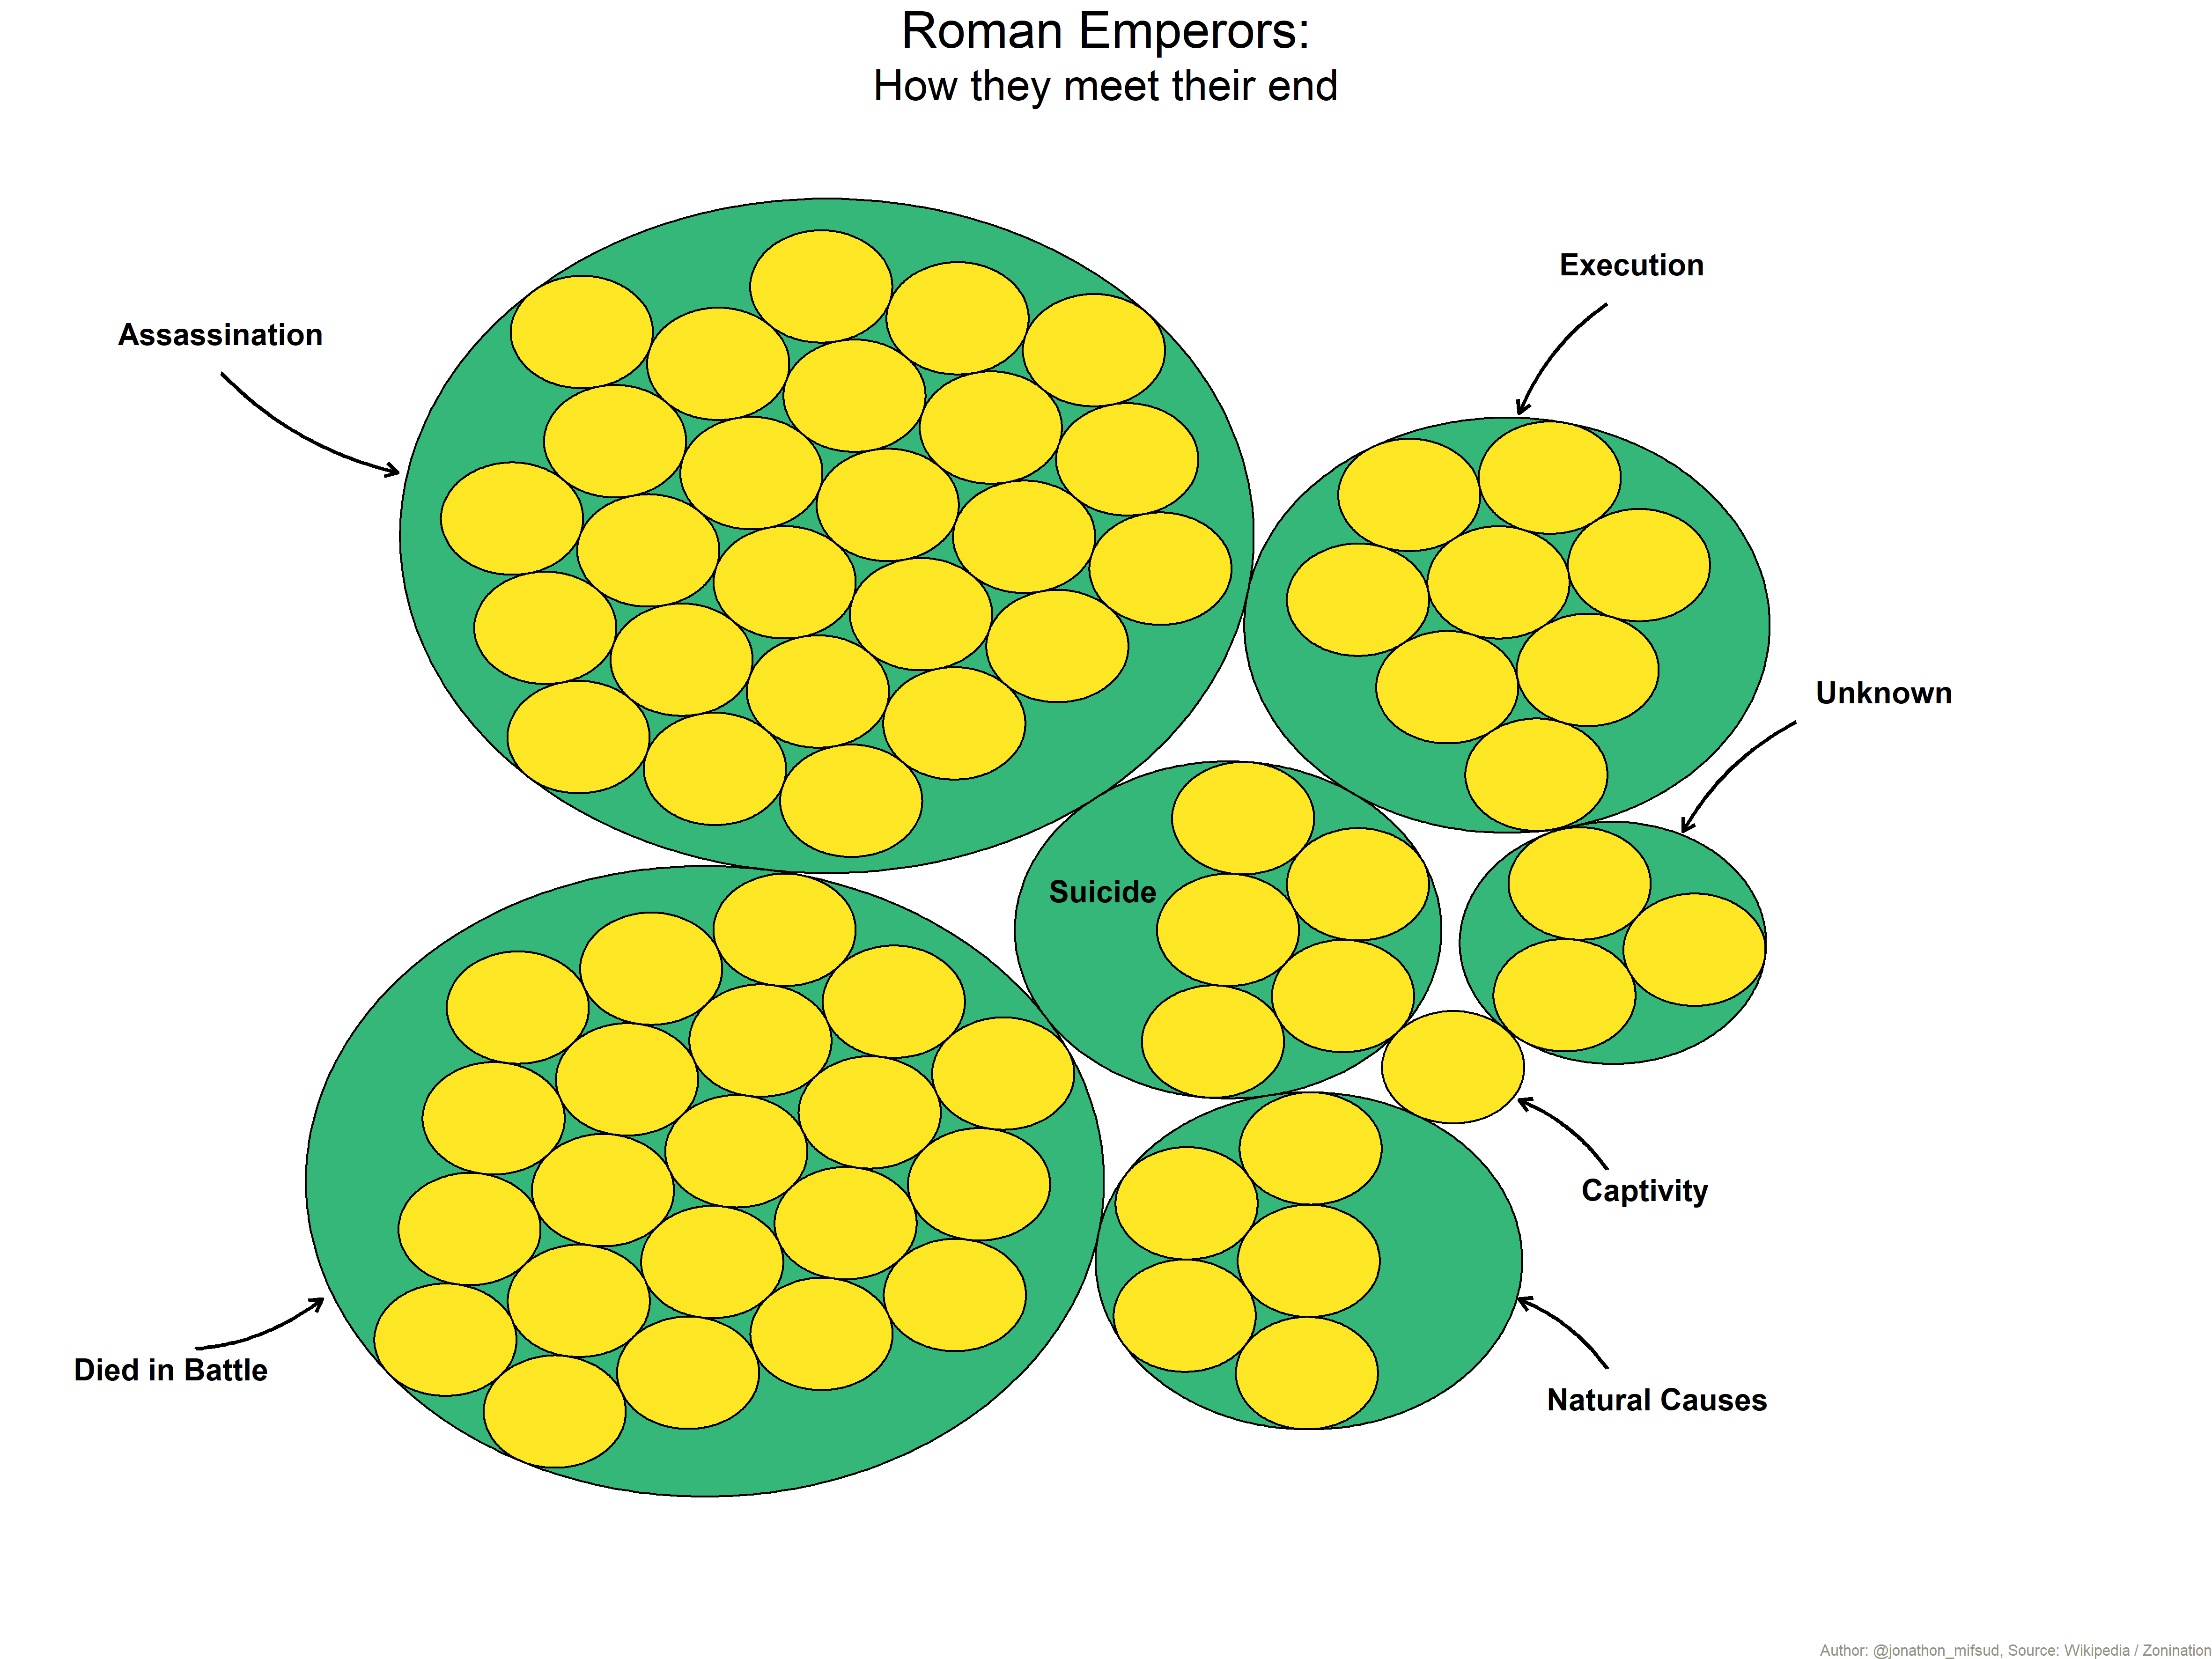 Roman Emperors:
How they meet their end
Execution
Assassination
Unknown
Suicide
Captivity
Died in Battle
Natural Causes
Author: @jonathon_mifsud, Source: Wikipedia / Zonination